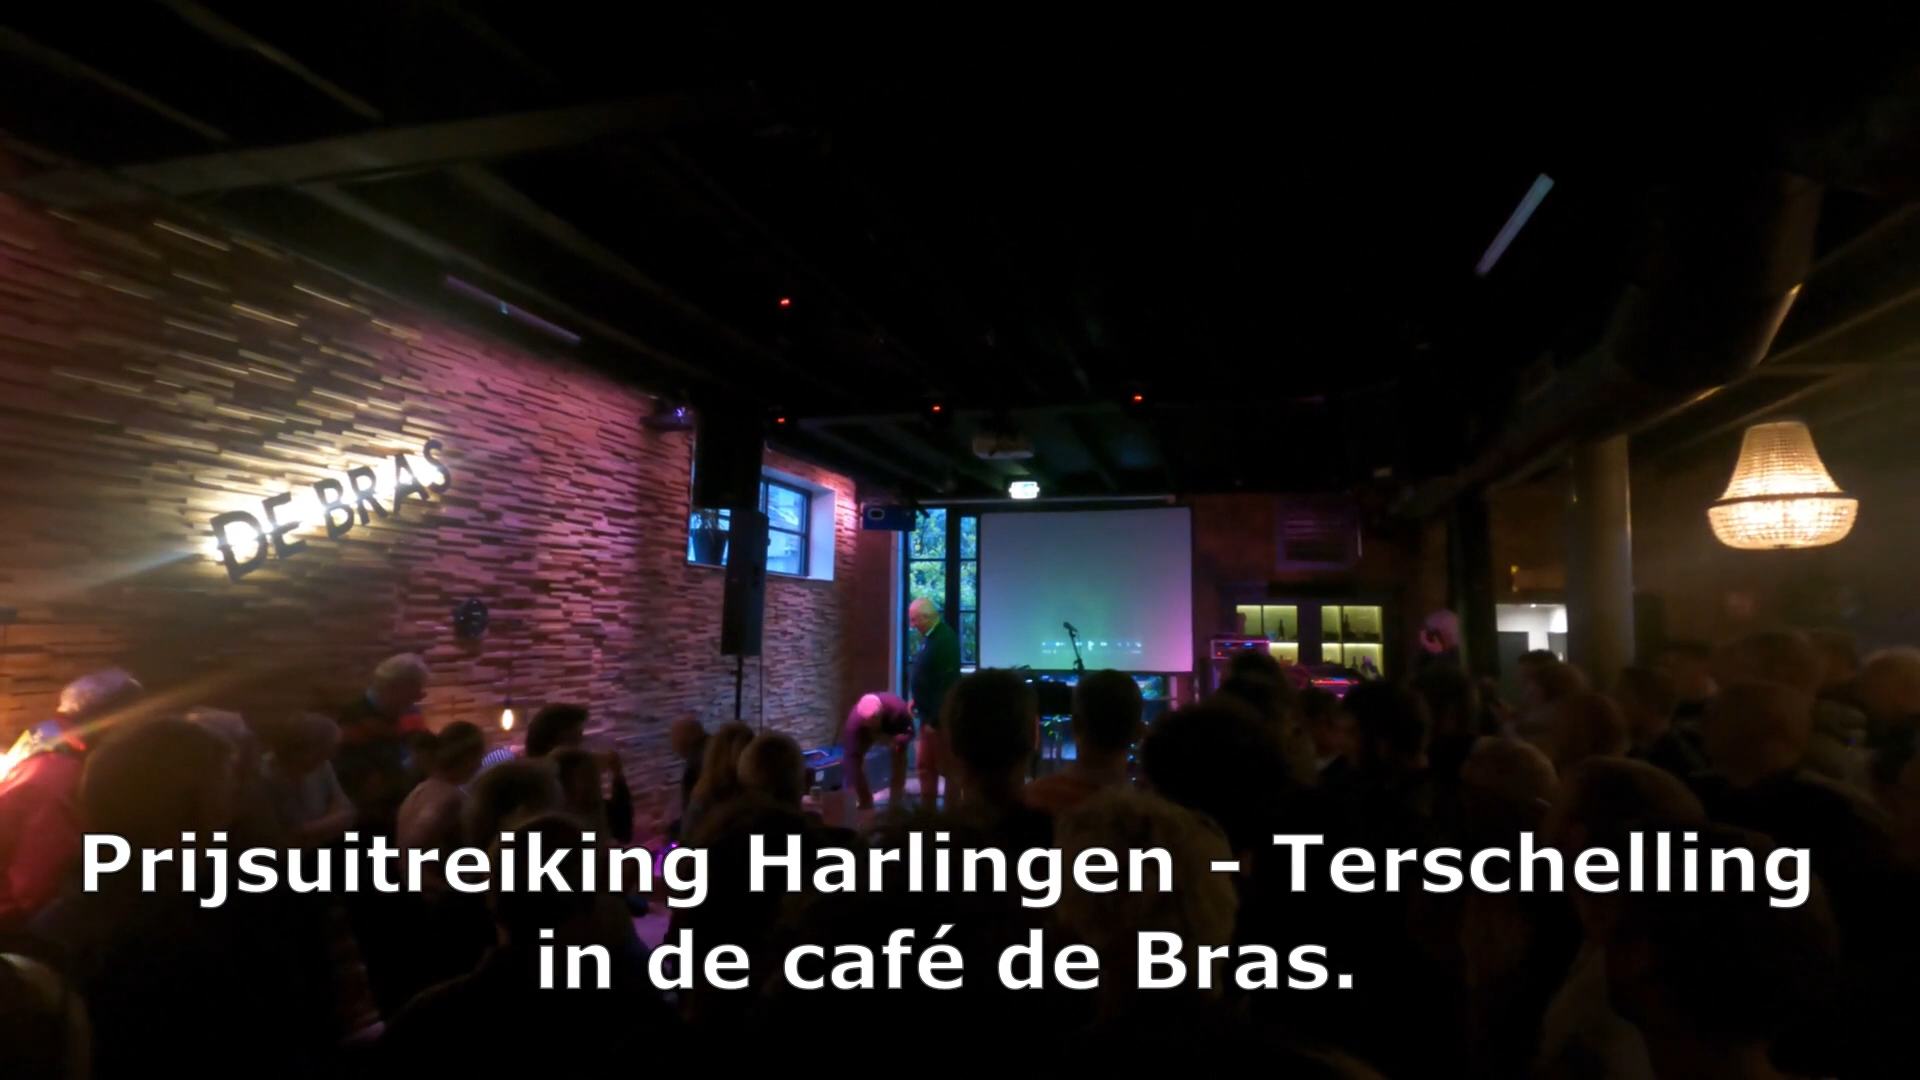 DE BRAS
Prijsuitreiking Harlingen - Terschelling
in de café de Bras.